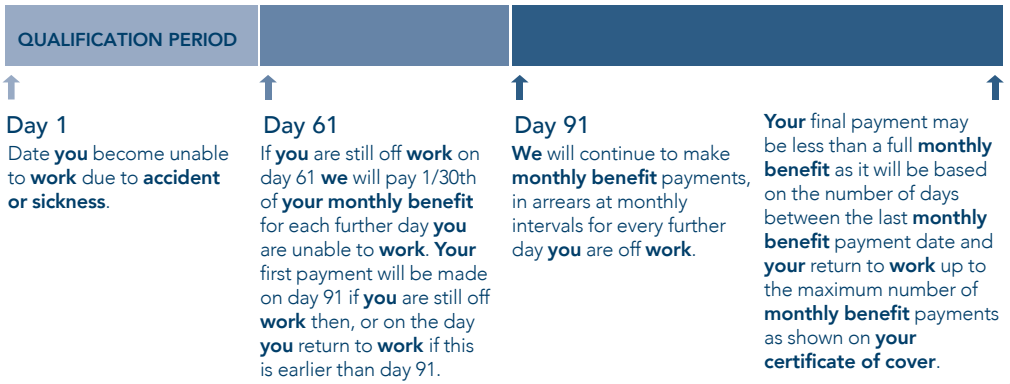 QUALIFICATION PERIOD
Day 1
Date you become unable
to work due to accident
or sickness.
Day 61
If you are still off work on
day 61 we will pay 1/30th
of your monthly benefit
for each further day you
are unable to work. Your
first payment will be made
on day 91 if you are still off
work then, or on the day
you return to work if this
is earlier than day 91.
Day 91
We will continue to make
monthly benefit payments,
in arrears at monthly
intervals for every further
day you are off work.
Your final payment may
be less than a full monthly
benefit as it will be based
on the number of days
between the last monthly
benefit payment date and
your return to work up to
the maximum number of
monthly benefit payments
as shown on your
certificate of cover.